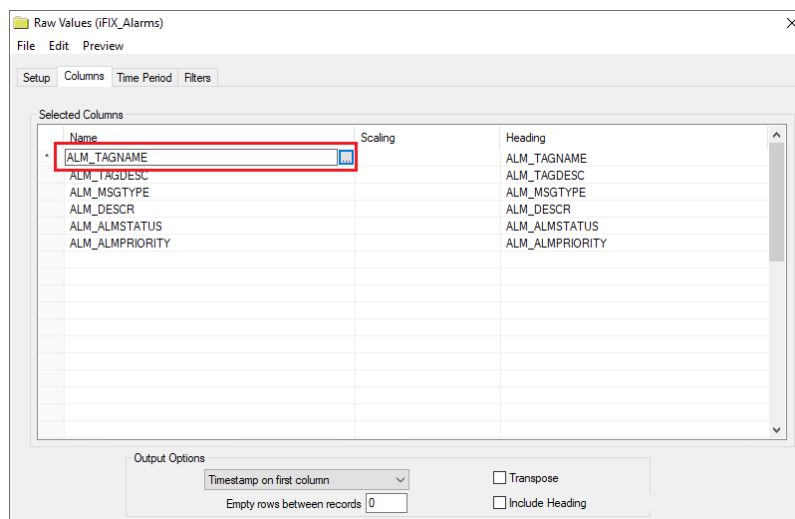 Raw Values (iFIX_Alarms)
File Edit Preview
Setup Columns Time Period Filters
Selected Columns
Name Scaling Heading
* ALM_TAGNAME ... ALM_TAGNAME
ALM_TAGDESC ALM_TAGDESC
ALM_MSGTYPE ALM_MSGTYPE
ALM_DESCR ALM_DESCR
ALM_ALMSTATUS ALM_ALMSTATUS
ALM_ALMPRIORITY ALM_ALMPRIORITY
Output Options
Timestamp on first column Transpose
Empty rows between records 0 Include Heading